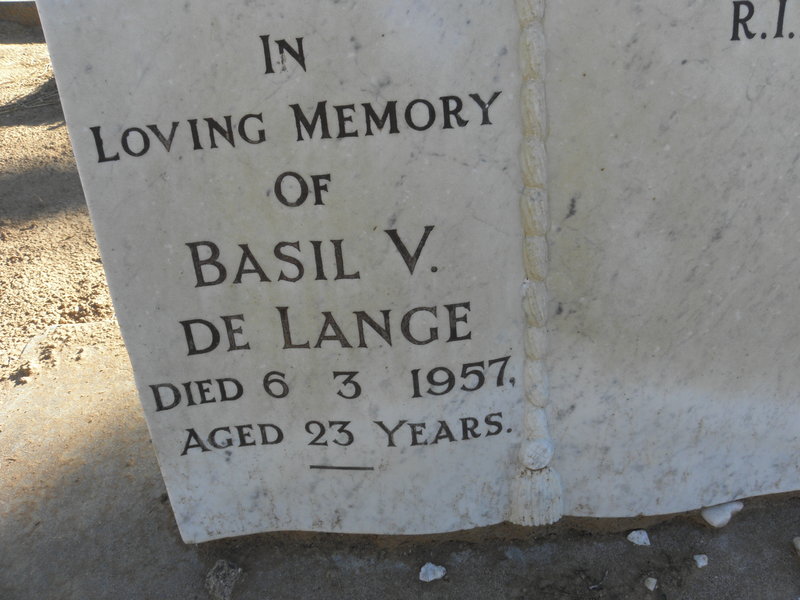 IN
LOVING MEMORY
OF
BASIL V.
DE LANGE
DIED 6 3 1957,
AGED 23 YEARS.
R.I.